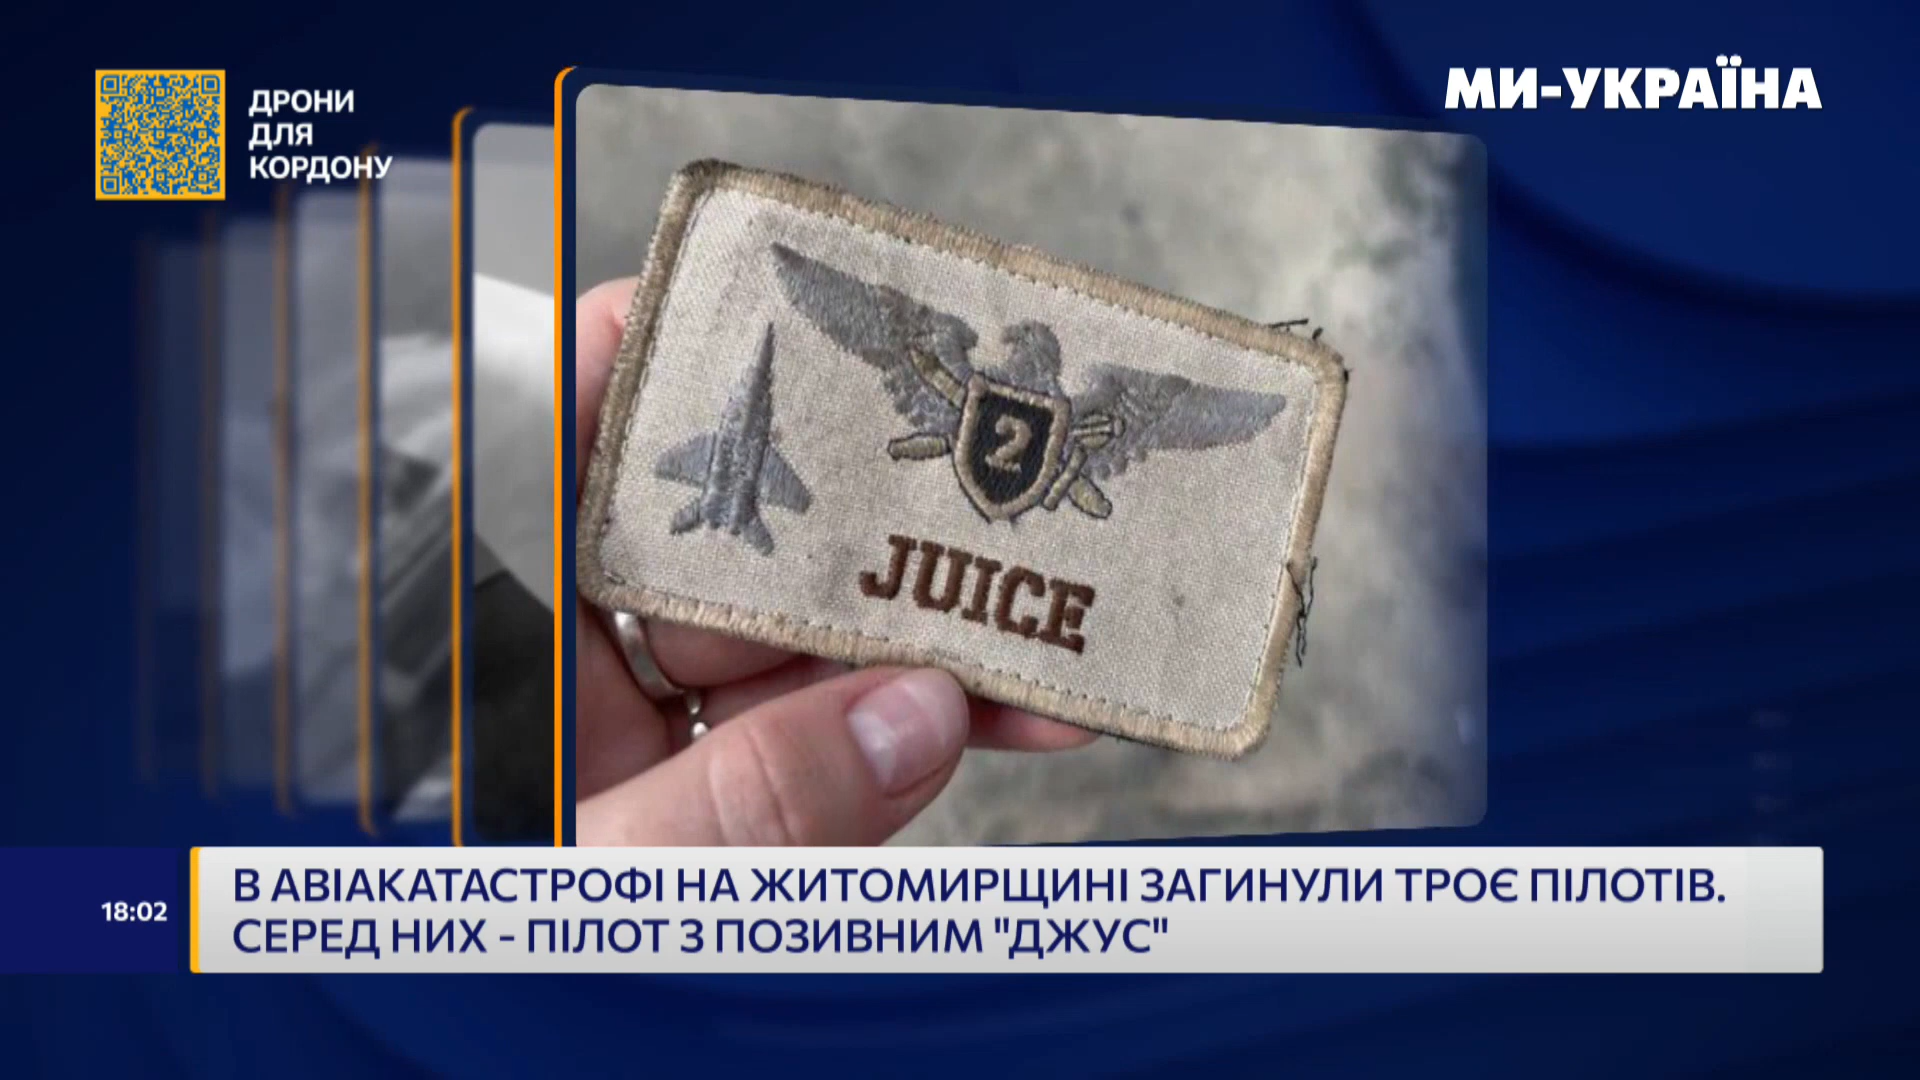 ДРОНИ
ДЛЯ
КОРДОНУ
МИ-УКРАЇНА
2
JUICE
18:02
В АВІАКАТАСТРОФІ НА ЖИТОМИРЩИНІ ЗАГИНУЛИ ТРОЄ ПІЛОТІВ.
СЕРЕД НИХ - ПІЛОТ З ПОЗИВНИМ "ДЖУС"